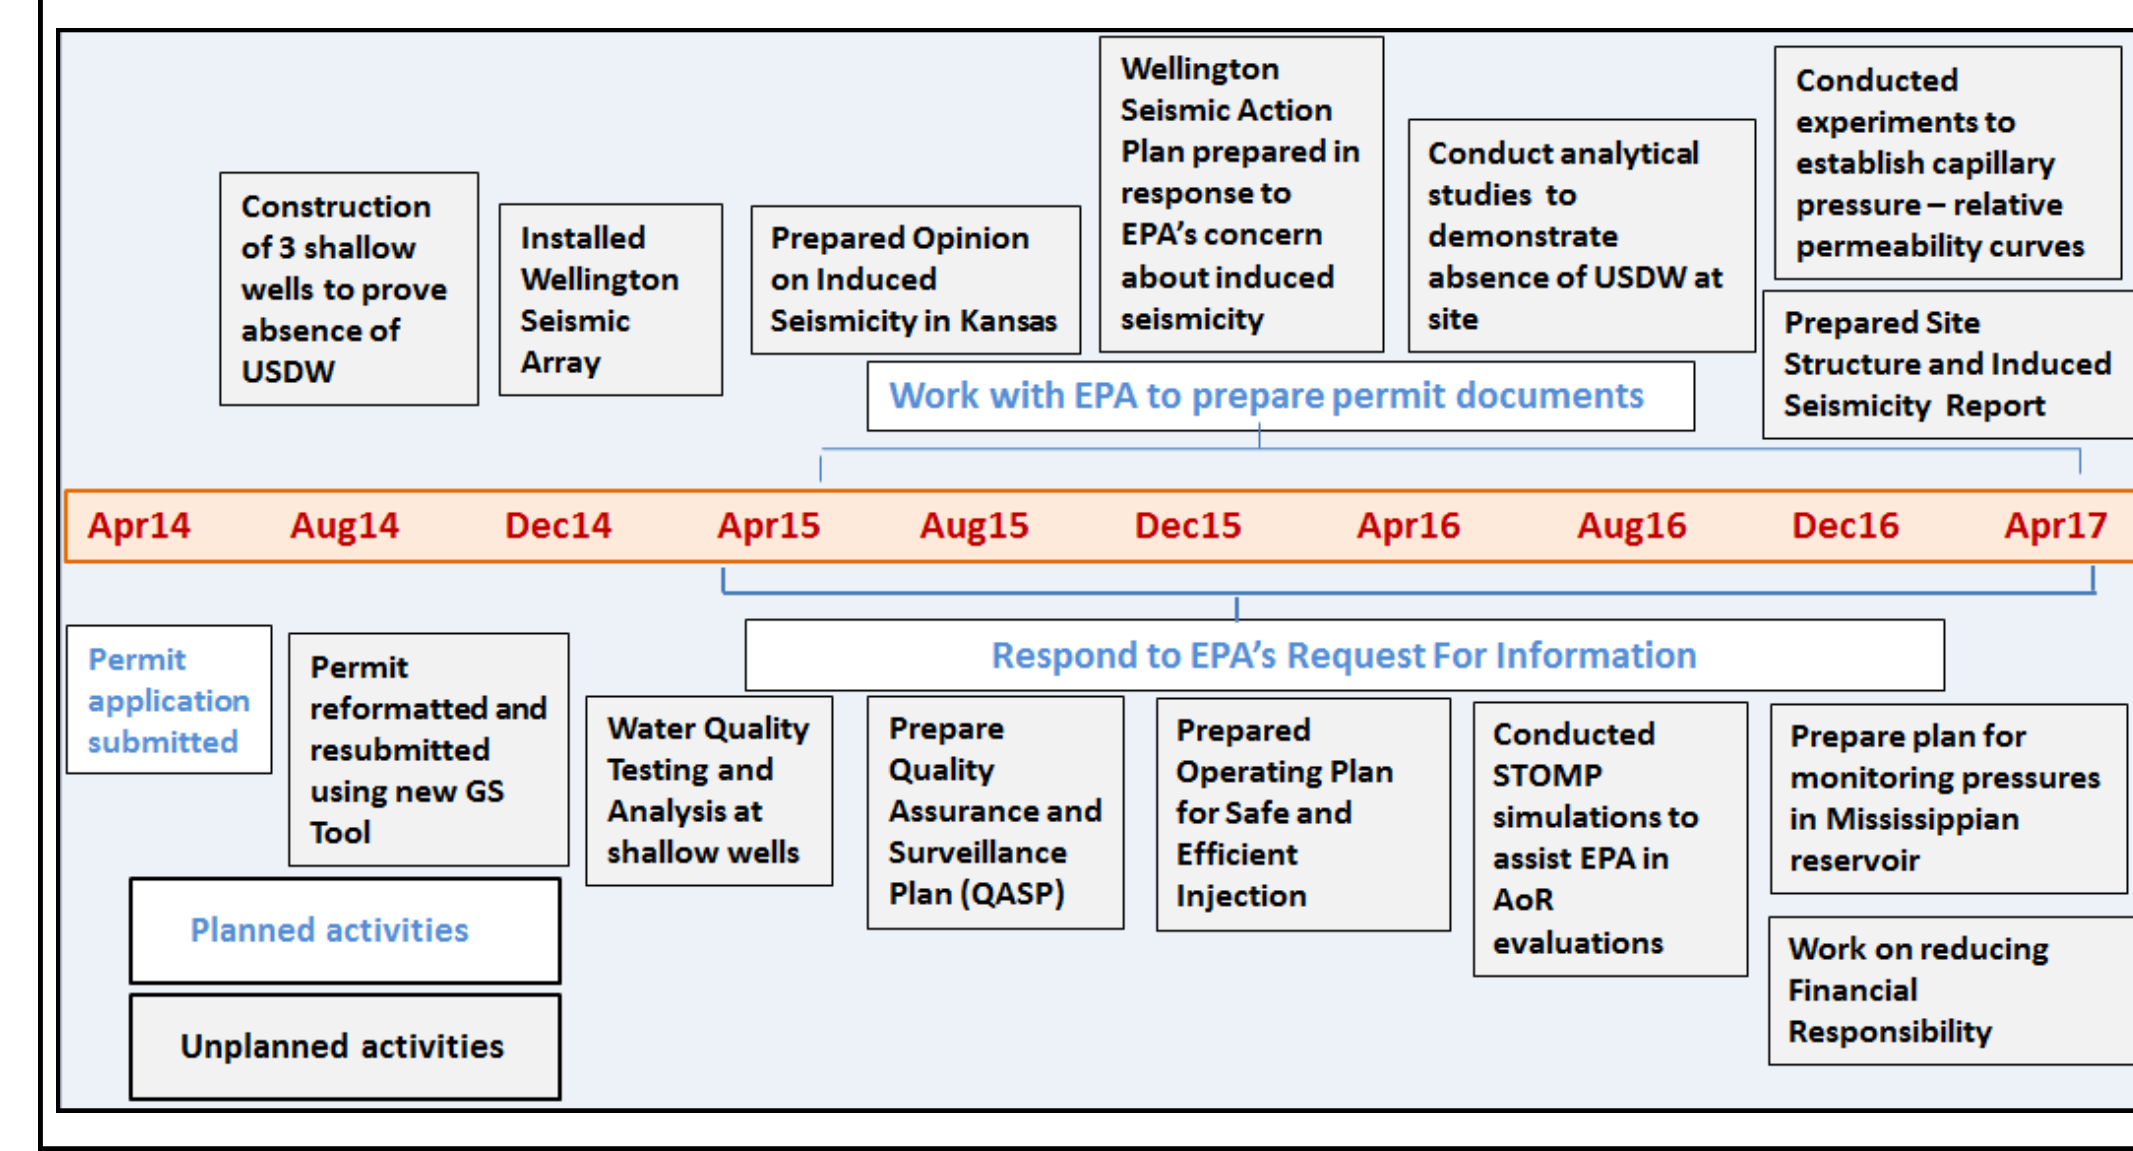 Construction
of 3 shallow
wells to prove
absence of
USDW
Installed
Wellington
Seismic
Array
Prepared Opinion
on Induced
Seismicity in Kansas
Wellington
Seismic Action
Plan prepared in
response to
EPA's concern
about induced
seismicity
Conduct analytical
studies to
demonstrate
absence of USDW at
site
Conducted
experiments to
establish capillary
pressure – relative
permeability curves
Prepared Site
Structure and Induced
Seismicity Report
Work with EPA to prepare permit documents
Apr14 Aug14 Dec14 Apr15 Aug15 Dec15 Apr16 Aug16 Dec16 Apr17
Respond to EPA's Request For Information
Permit
application
submitted
Permit
reformatted and
resubmitted
using new GS
Tool
Water Quality
Testing and
Analysis at
shallow wells
Prepare
Quality
Assurance and
Surveillance
Plan (QASP)
Prepared
Operating Plan
for Safe and
Efficient
Injection
Conducted
STOMP
simulations to
assist EPA in
AoR
evaluations
Prepare plan for
monitoring pressures
in Mississippian
reservoir
Work on reducing
Financial
Responsibility
Planned activities
Unplanned activities